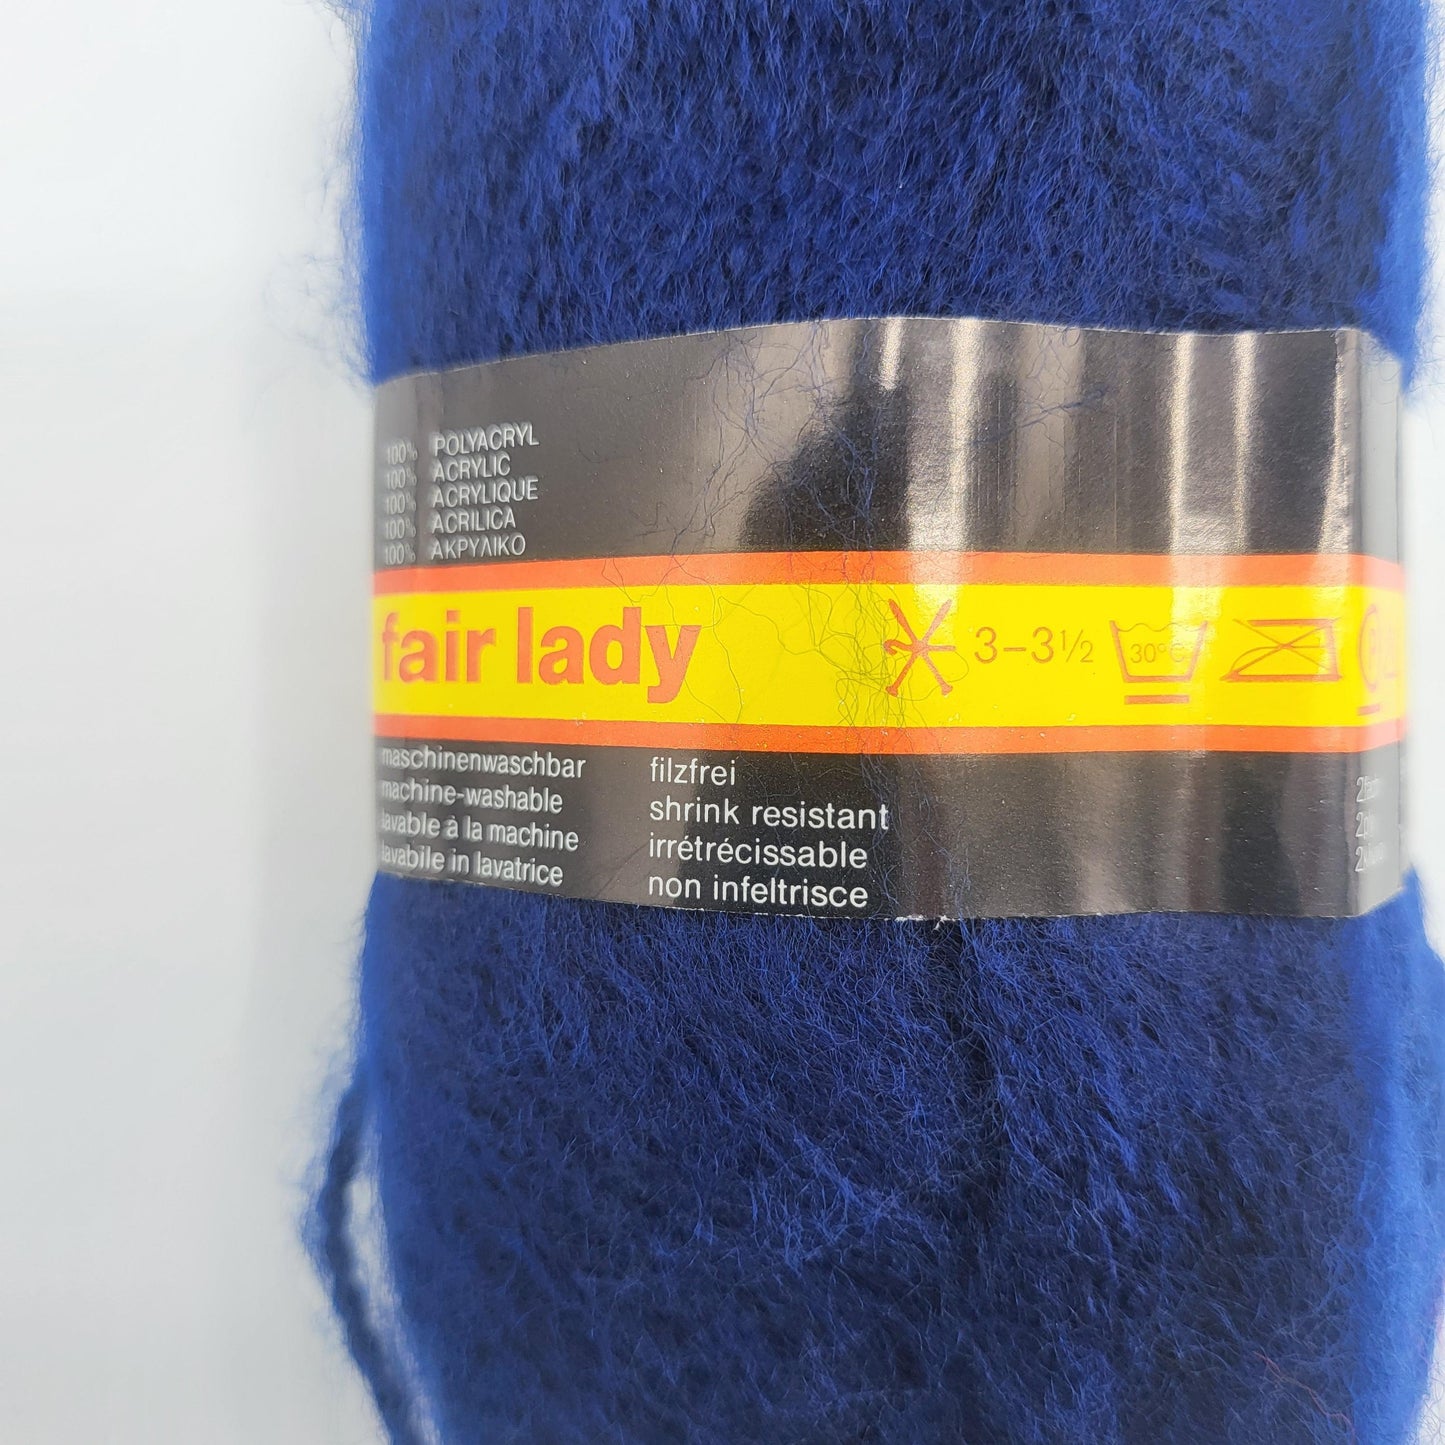 100% POLYACRYL
100% ACRYLIC
100% ACRYLIQUE
100% ACRILICA
100% ΑΚΡΥΛΙΚΟ
fair lady
3–3½ 30°C
maschinenwaschbar
machine-washable
lavable à la machine
lavabile in lavatrice
filzfrei
shrink resistant
irrétrécissable
non infeltrisce